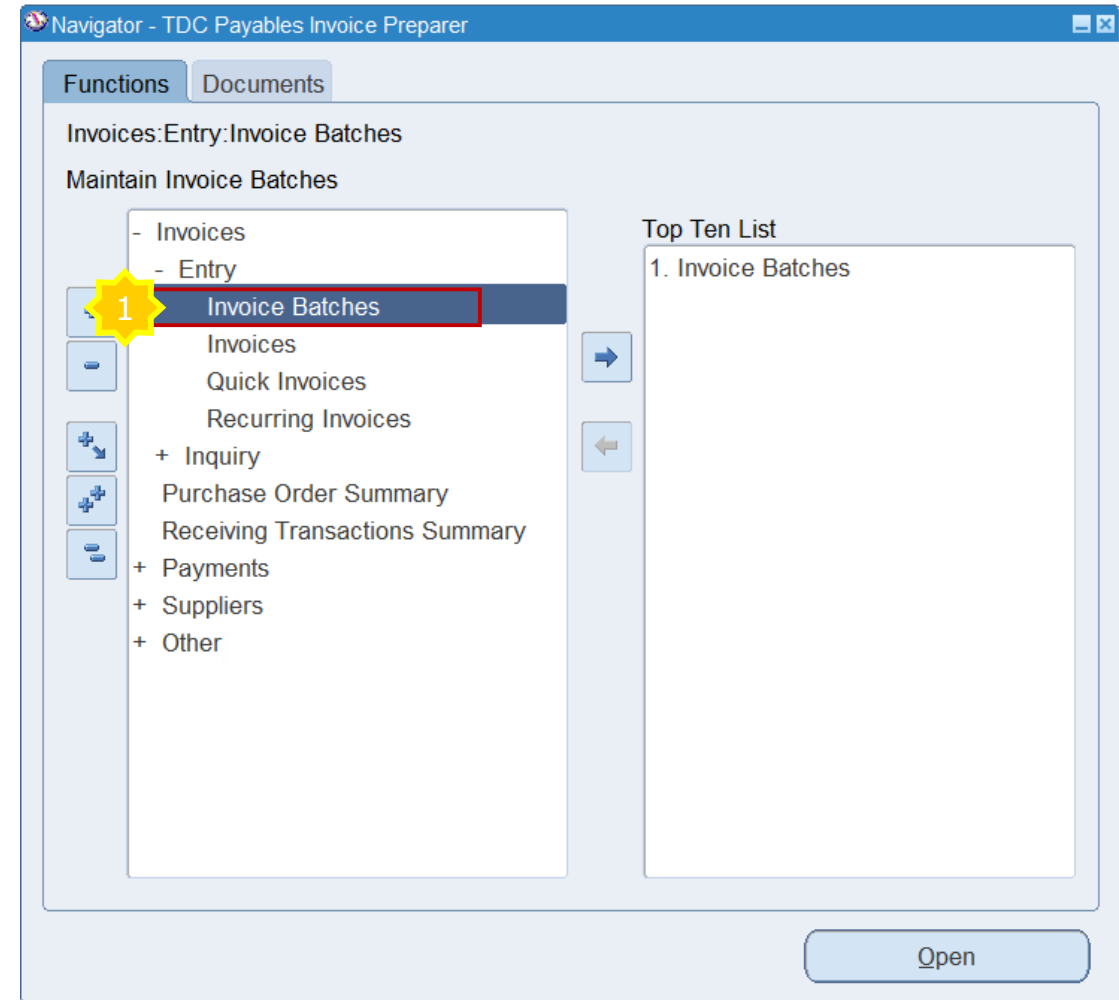 Navigator - TDC Payables Invoice Preparer
Functions Documents
Invoices:Entry:Invoice Batches
Maintain Invoice Batches
- Invoices
- Entry
1 Invoice Batches
Invoices
Quick Invoices
Recurring Invoices
+ Inquiry
Purchase Order Summary
Receiving Transactions Summary
+ Payments
+ Suppliers
+ Other
Top Ten List
1. Invoice Batches
Open